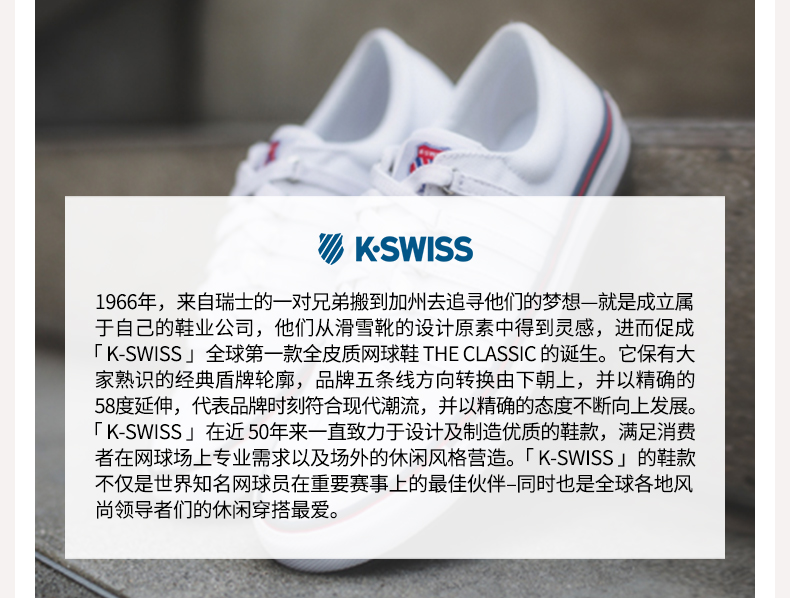 K·SWISS
1966年，来自瑞士的一对兄弟搬到加州去追寻他们的梦想—就是成立属
于自己的鞋业公司，他们从滑雪靴的设计原素中得到灵感，进而促成
「K-SWISS」全球第一款全皮质网球鞋 THE CLASSIC 的诞生。它保有大
家熟识的经典盾牌轮廓，品牌五条线方向转换由下朝上，并以精确的
58度延伸，代表品牌时刻符合现代潮流，并以精确的态度不断向上发展。
「K-SWISS」在近 50年来一直致力于设计及制造优质的鞋款，满足消费
者在网球场上专业需求以及场外的休闲风格营造。「K-SWISS」的鞋款
不仅是世界知名网球员在重要赛事上的最佳伙伴–同时也是全球各地风
尚领导者们的休闲穿搭最爱。